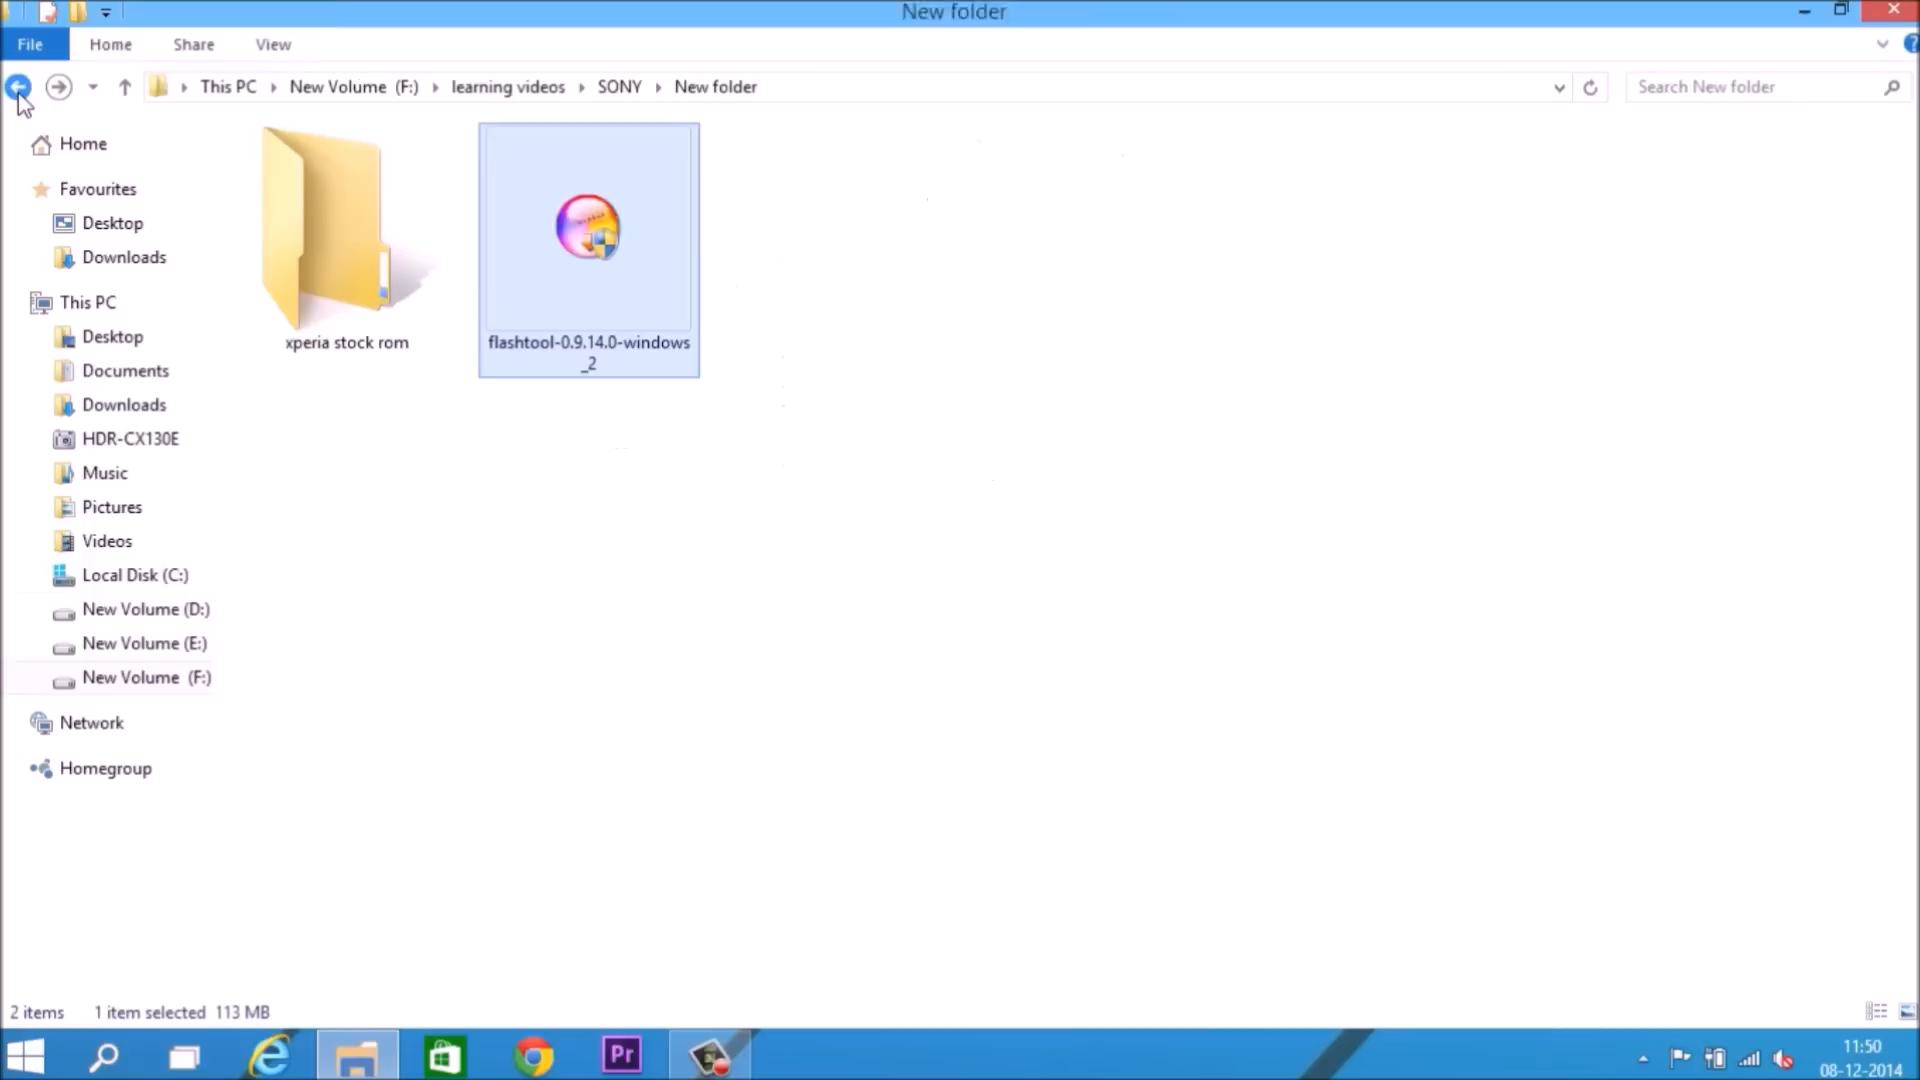 New folder
File Home Share View
This PC New Volume (F:) learning videos SONY New folder
Search New folder
Home
Favourites
Desktop
Downloads
This PC
Desktop
Documents
Downloads
HDR-CX130E
Music
Pictures
Videos
Local Disk (C:)
New Volume (D:)
New Volume (E:)
New Volume (F:)
Network
Homegroup
xperia stock rom
flashtool-0.9.14.0-windows
_2
2 items 1 item selected 113 MB
Pr
11:50
08-12-2014